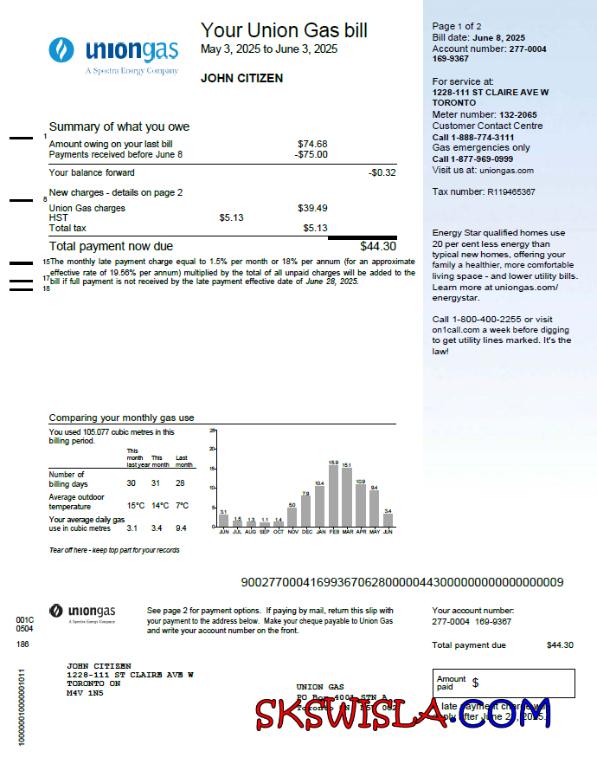 uniongas
A Spectra Energy Company
Your Union Gas bill
May 3, 2025 to June 3, 2025
JOHN CITIZEN
Page 1 of 2
Bill date: June 8, 2025
Account number: 277-0004
169-9367
For service at:
1228-111 ST CLAIRE AVE W
TORONTO
Meter number: 132-2065
Customer Contact Centre
Call 1-888-774-3111
Gas emergencies only
Call 1-877-969-0999
Visit us at: uniongas.com
Tax number: R119465367
Energy Star qualified homes use
20 per cent less energy than
typical new homes, offering your
family a healthier, more comfortable
living space - and lower utility bills.
Learn more at uniongas.com/
energystar.
Call 1-800-400-2255 or visit
on1call.com a week before digging
to get utility lines marked. It's the
law!
Summary of what you owe
1
Amount owing on your last bill $74.68
Payments received before June 8 -$75.00
Your balance forward -$0.32
New charges - details on page 2
8
Union Gas charges $39.49
HST $5.13
Total tax $5.13
Total payment now due $44.30
15 The monthly late payment charge equal to 1.5% per month or 18% per annum (for an approximate
effective rate of 19.56% per annum) multiplied by the total of all unpaid charges will be added to the
17 bill if full payment is not received by the late payment effective date of June 28, 2025.
18
Comparing your monthly gas use
You used 105.077 cubic metres in this
billing period.
This month last year This month Last month
Number of billing days 30 31 28
Average outdoor temperature 15°C 14°C 7°C
Your average daily gas use in cubic metres 3.1 3.4 9.4
25
20
15
10
5
0
3.1 1.5 1.3 1.1 1.4 5.0 7.9 10.4 15.9 15.1 10.9 9.4 3.4
JUN JUL AUG SEP OCT NOV DEC JAN FEB MAR APR MAY JUN
Tear off here - keep top part for your records
uniongas
A Spectra Energy Company
See page 2 for payment options. If paying by mail, return this slip with
your payment to the address below. Make your cheque payable to Union Gas
and write your account number on the front.
Your account number:
277-0004 169-9367
Total payment due $44.30
Amount
paid $
001C
0504
186
JOHN CITIZEN
1228-111 ST CLAIRE AVE W
TORONTO ON
M4V 1N5
UNION GAS
PO Box 4001 STN A
Toronto ON
late payment charge
after June 28, 2025.
SKSWISLA.COM